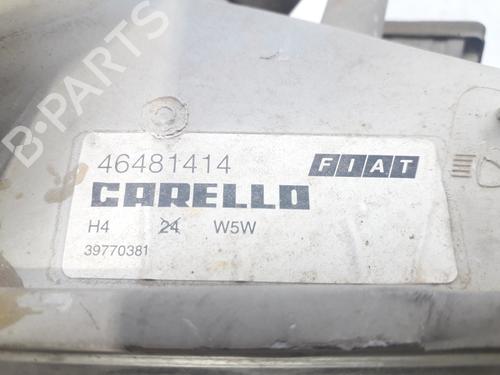 B-PARTS
46481414 FIAT
CARELLO
H4 24 W5W
39770381